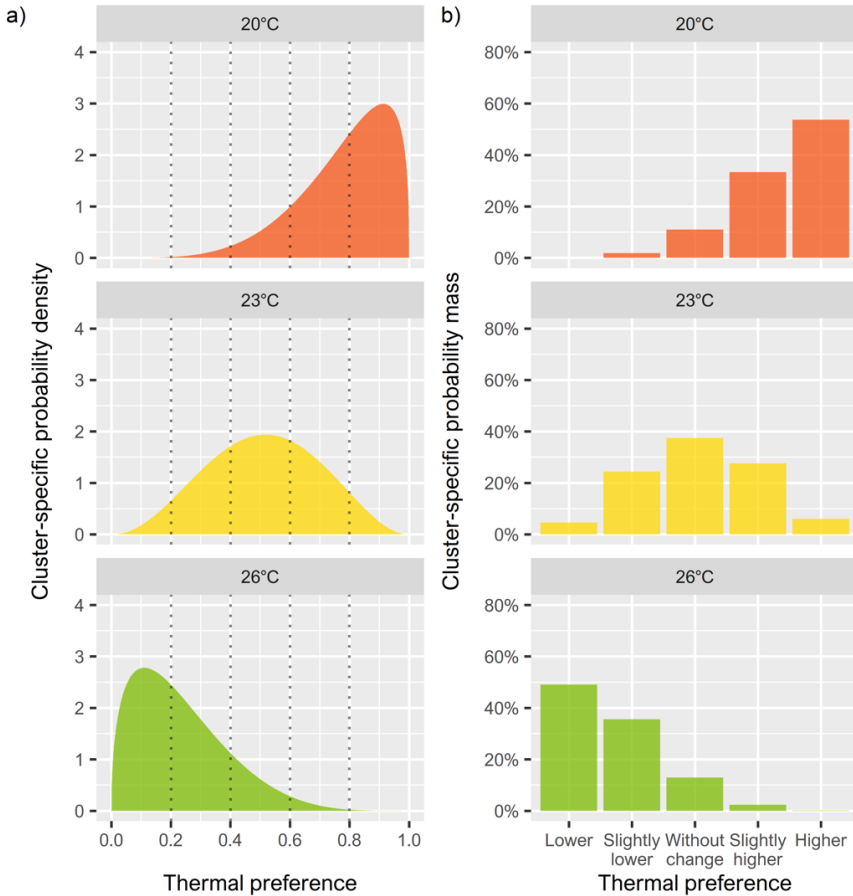 a)
20°C
4
3
2
1
0
23°C
4
3
2
1
0
26°C
4
3
2
1
0
0.0 0.2 0.4 0.6 0.8 1.0
Thermal preference
Cluster-specific probability density
b)
20°C
80%
60%
40%
20%
0%
23°C
80%
60%
40%
20%
0%
26°C
80%
60%
40%
20%
0%
Lower Slightly Without Slightly Higher
lower change higher
Thermal preference
Cluster-specific probability mass